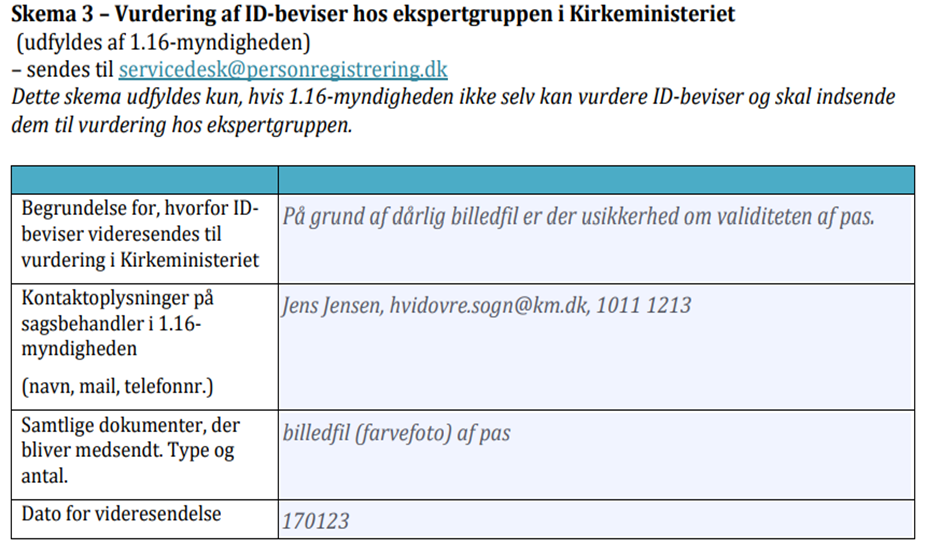 Skema 3 – Vurdering af ID-beviser hos ekspertgruppen i Kirkeministeriet
(udfyldes af 1.16-myndigheden)
– sendes til servicedesk@personregistrering.dk
Dette skema udfyldes kun, hvis 1.16-myndigheden ikke selv kan vurdere ID-beviser og skal indsende
dem til vurdering hos ekspertgruppen.
Begrundelse for, hvorfor ID-
beviser videresendes til
vurdering i Kirkeministeriet
På grund af dårlig billedfil er der usikkerhed om validiteten af pas.
Kontaktoplysninger på
sagsbehandler i 1.16-
myndigheden
(navn, mail, telefonnr.)
Jens Jensen, hvidovre.sogn@km.dk, 1011 1213
Samtlige dokumenter, der
bliver medsendt. Type og
antal.
billedfil (farvefoto) af pas
Dato for videresendelse
170123